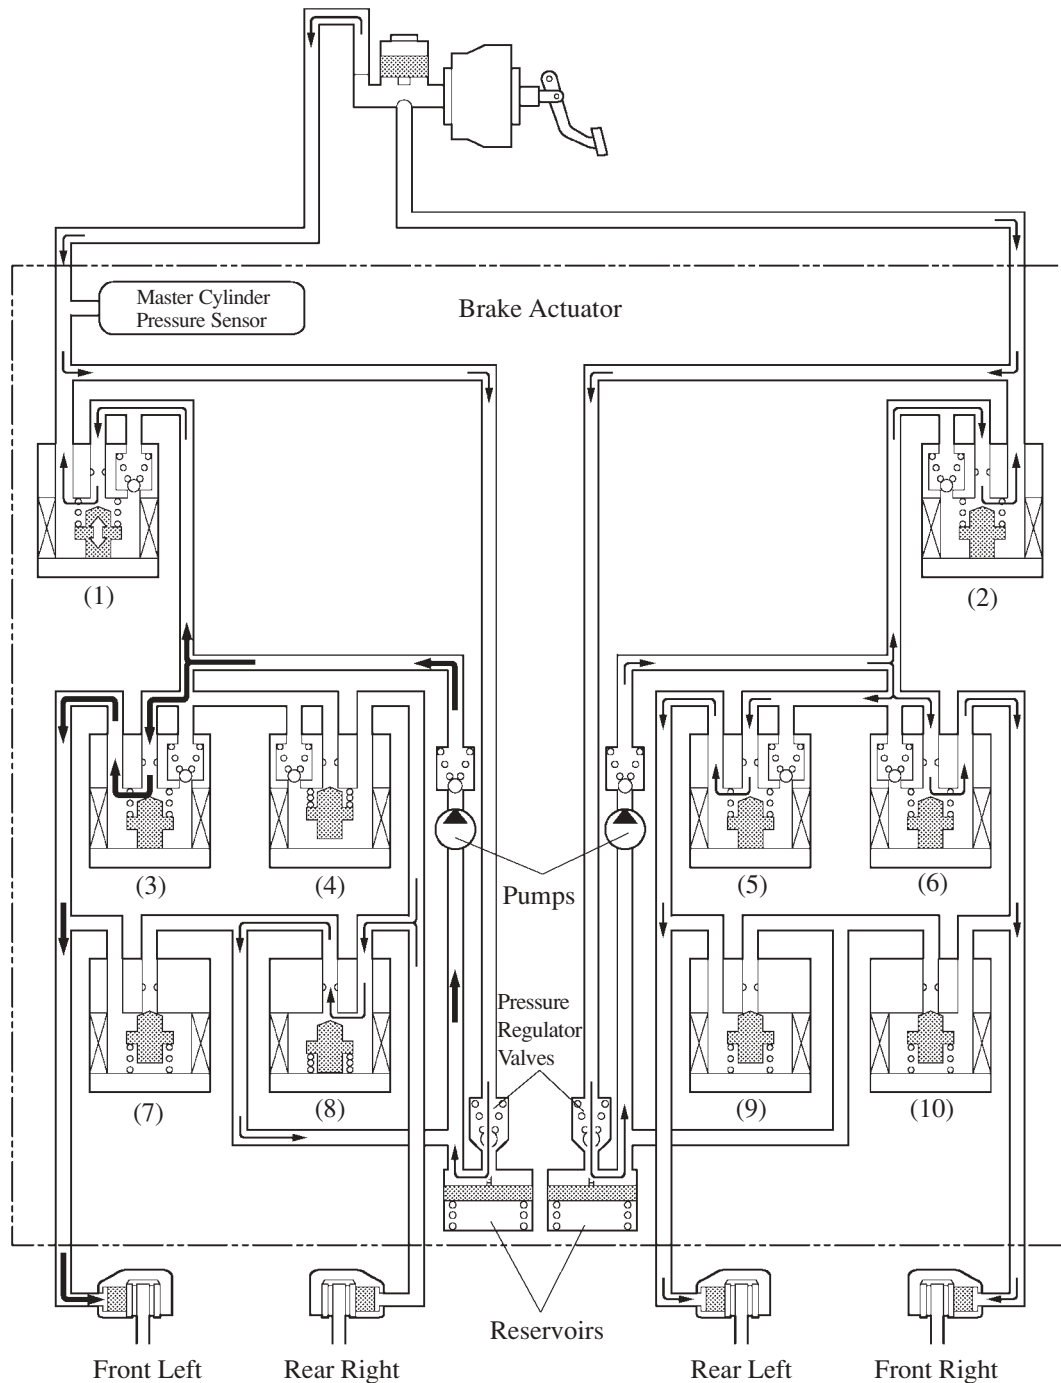 Master Cylinder
Pressure Sensor
Brake Actuator
(1)
(2)
(3)
(4)
(5)
(6)
Pumps
Pressure
Regulator
Valves
(7)
(8)
(9)
(10)
Reservoirs
Front Left
Rear Right
Rear Left
Front Right